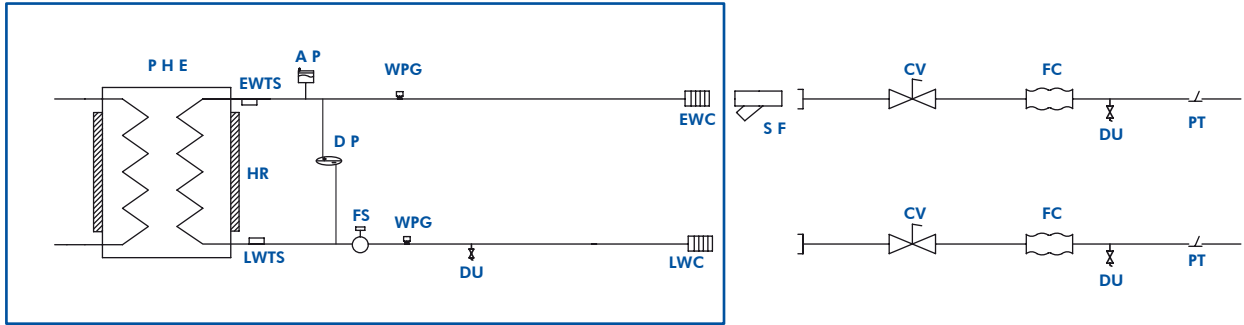 P H E
EWTS
A P
WPG
EWC
S F
CV
FC
DU
PT
D P
HR
FS
WPG
LWTS
DU
LWC
CV
FC
DU
PT